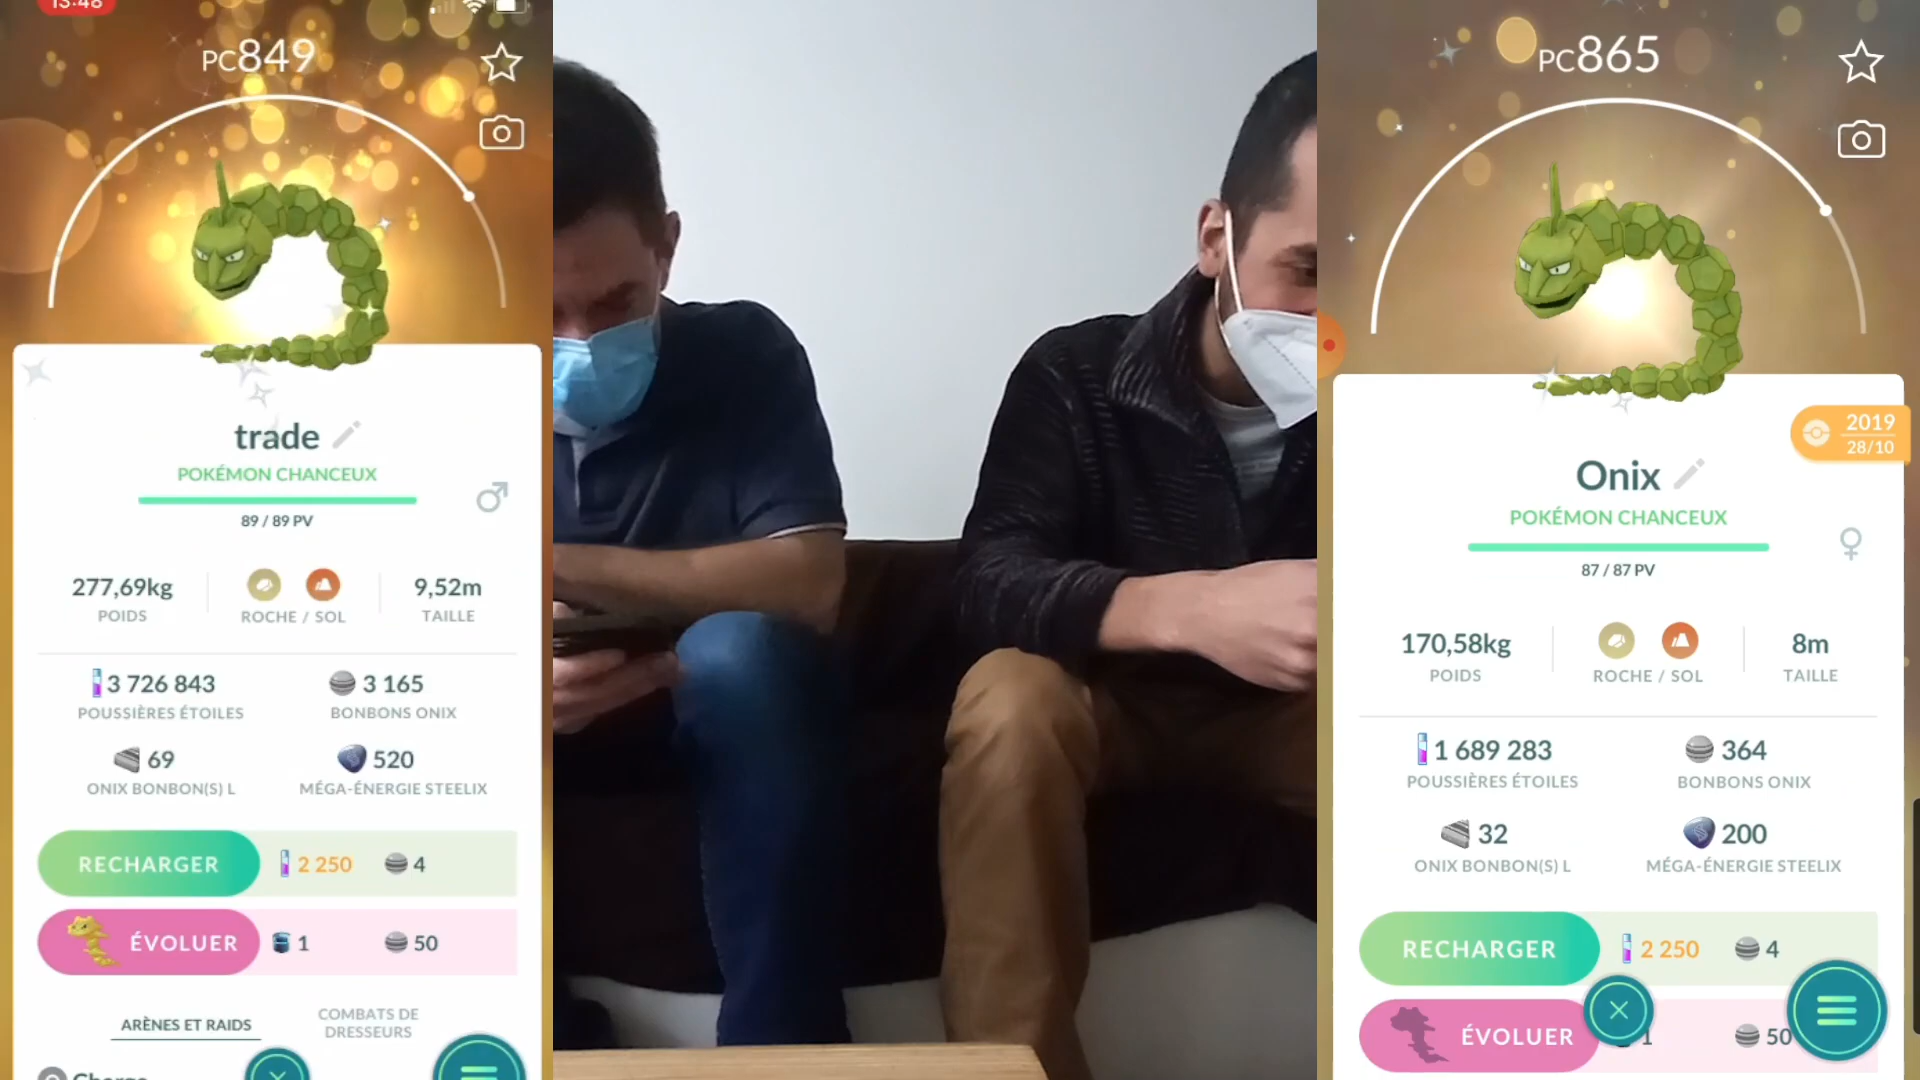 13:48
PC849
trade
POKÉMON CHANCEUX
89 / 89 PV
277,69kg
POIDS
ROCHE / SOL
9,52m
TAILLE
3 726 843
POUSSIÈRES ÉTOILES
3 165
BONBONS ONIX
69
ONIX BONBON(S) L
520
MÉGA-ÉNERGIE STEELIX
RECHARGER
2 250
4
ÉVOLUER
1
50
ARÈNES ET RAIDS
COMBATS DE
DRESSEURS
Charge
PC865
2019
28/10
Onix
POKÉMON CHANCEUX
87 / 87 PV
170,58kg
POIDS
ROCHE / SOL
8m
TAILLE
1 689 283
POUSSIÈRES ÉTOILES
364
BONBONS ONIX
32
ONIX BONBON(S) L
200
MÉGA-ÉNERGIE STEELIX
RECHARGER
2 250
4
ÉVOLUER
1
50